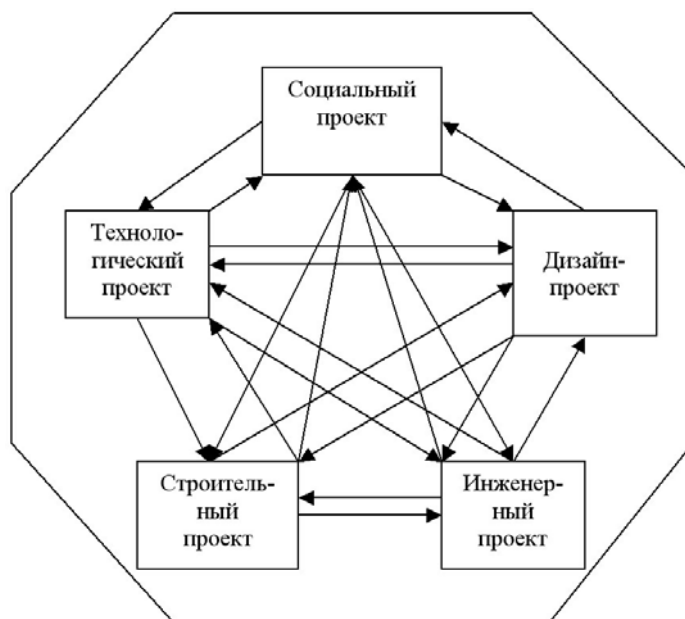 Социальный
проект
Техноло-
гический
проект
Дизайн-
проект
Строитель-
ный
проект
Инженер-
ный
проект